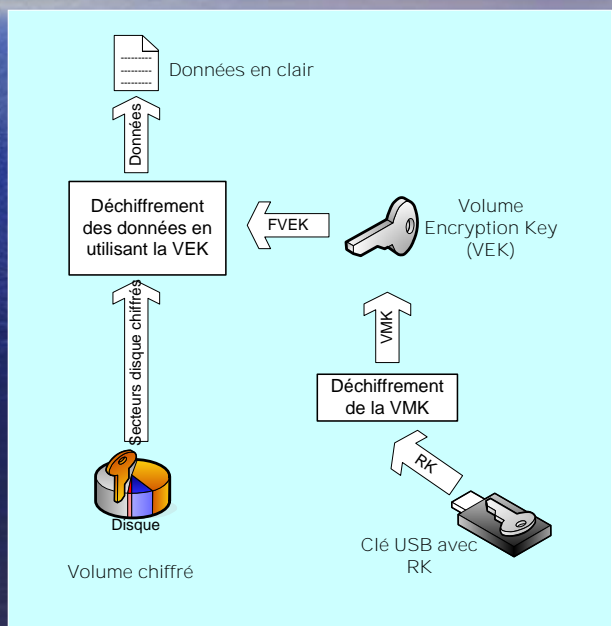 Données en clair
Données
Déchiffrement
des données en
utilisant la VEK
FVEK
Volume
Encryption Key
(VEK)
Secteurs disque chiffrés
VMK
Déchiffrement
de la VMK
RK
Disque
Clé USB avec
RK
Volume chiffré